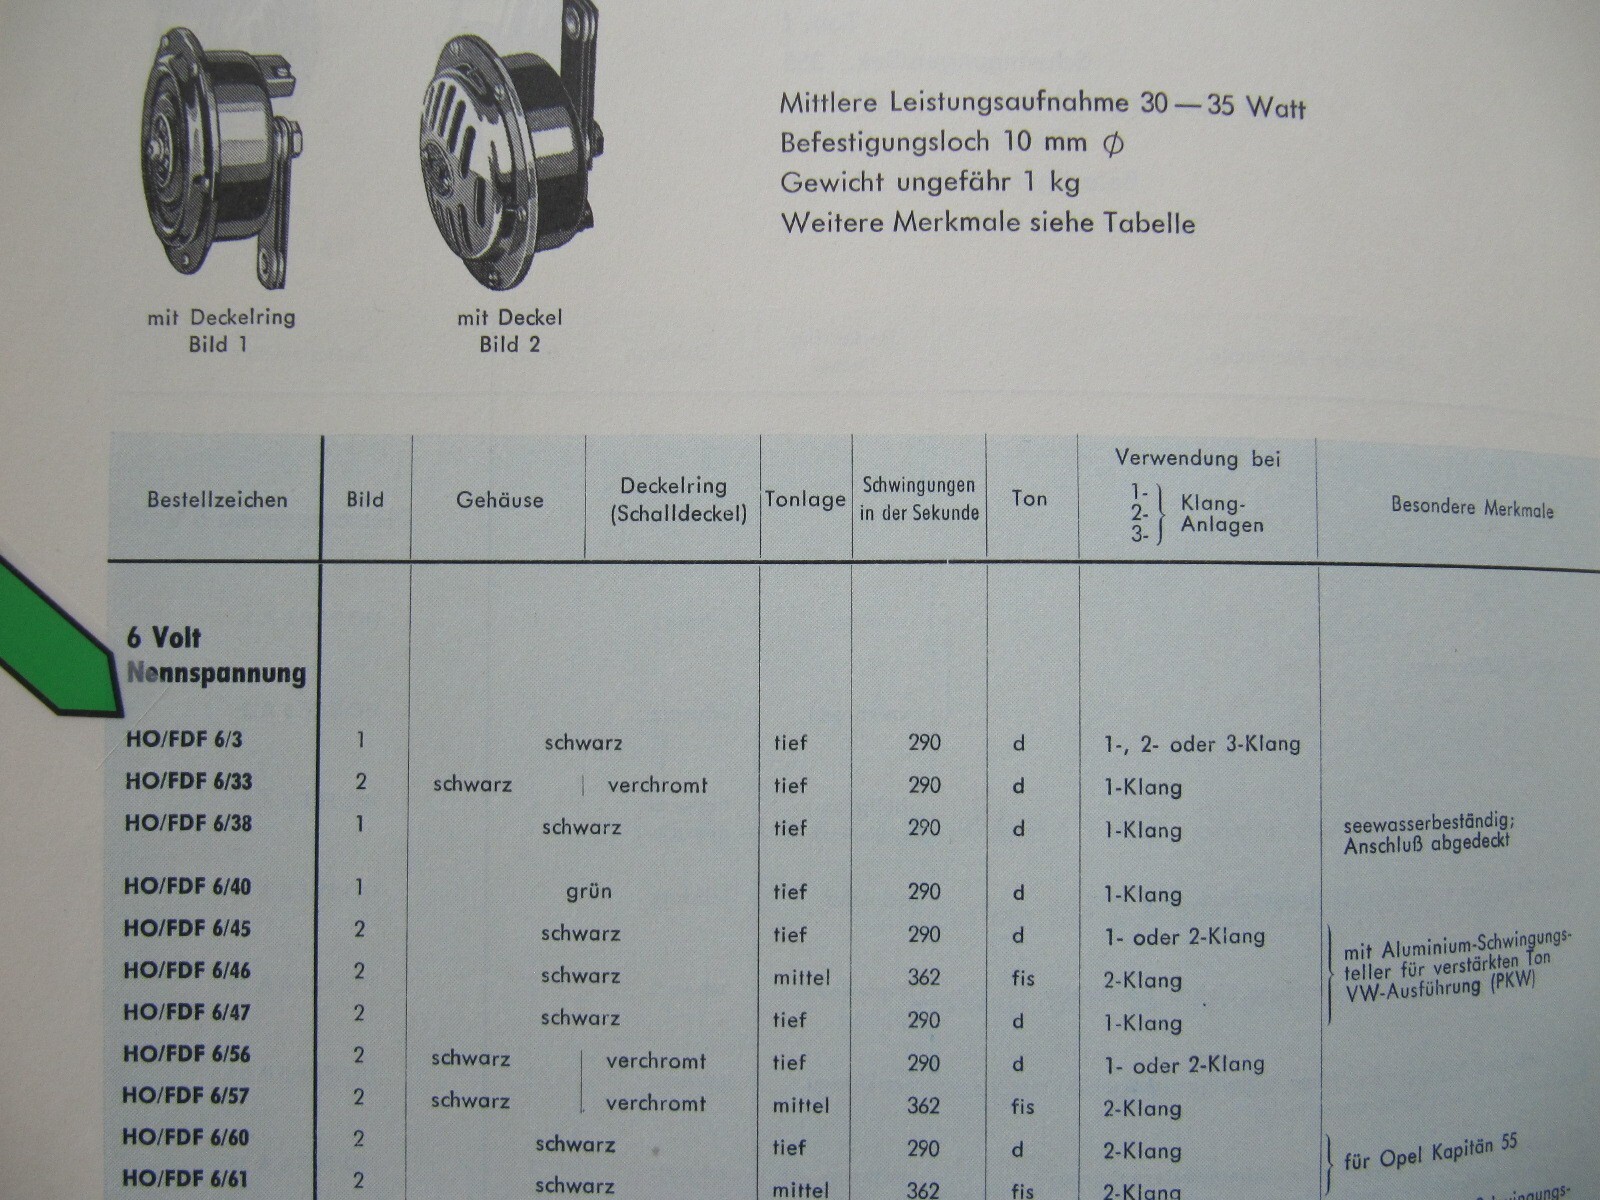 Mittlere Leistungsaufnahme 30 — 35 Watt
Befestigungsloch 10 mm ⌀
Gewicht ungefähr 1 kg
Weitere Merkmale siehe Tabelle
mit Deckelring
Bild 1
mit Deckel
Bild 2
Bestellzeichen Bild Gehäuse Deckelring (Schalldeckel) Tonlage Schwingungen in der Sekunde Ton Verwendung bei 1- 2- 3- } Klang-Anlagen Besondere Merkmale
6 Volt
Nennspannung
HO/FDF 6/3 1 schwarz tief 290 d 1-, 2- oder 3-Klang
HO/FDF 6/33 2 schwarz verchromt tief 290 d 1-Klang
HO/FDF 6/38 1 schwarz tief 290 d 1-Klang seewasserbeständig;
Anschluß abgedeckt
HO/FDF 6/40 1 grün tief 290 d 1-Klang
HO/FDF 6/45 2 schwarz tief 290 d 1- oder 2-Klang mit Aluminium-Schwingungs-
HO/FDF 6/46 2 schwarz mittel 362 fis 2-Klang teller für verstärkten Ton
VW-Ausführung (PKW)
HO/FDF 6/47 2 schwarz tief 290 d 1-Klang
HO/FDF 6/56 2 schwarz verchromt tief 290 d 1- oder 2-Klang
HO/FDF 6/57 2 schwarz verchromt mittel 362 fis 2-Klang
HO/FDF 6/60 2 schwarz tief 290 d 2-Klang für Opel Kapitän 55
HO/FDF 6/61 2 schwarz mittel 362 fis 2-Klang